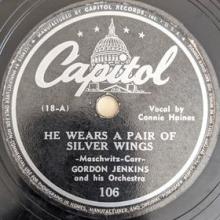 Capitol
(18-A)
Vocal by
Connie Haines
HE WEARS A PAIR OF
SILVER WINGS
-Maschwitz-Carr-
GORDON JENKINS
and his Orchestra
106